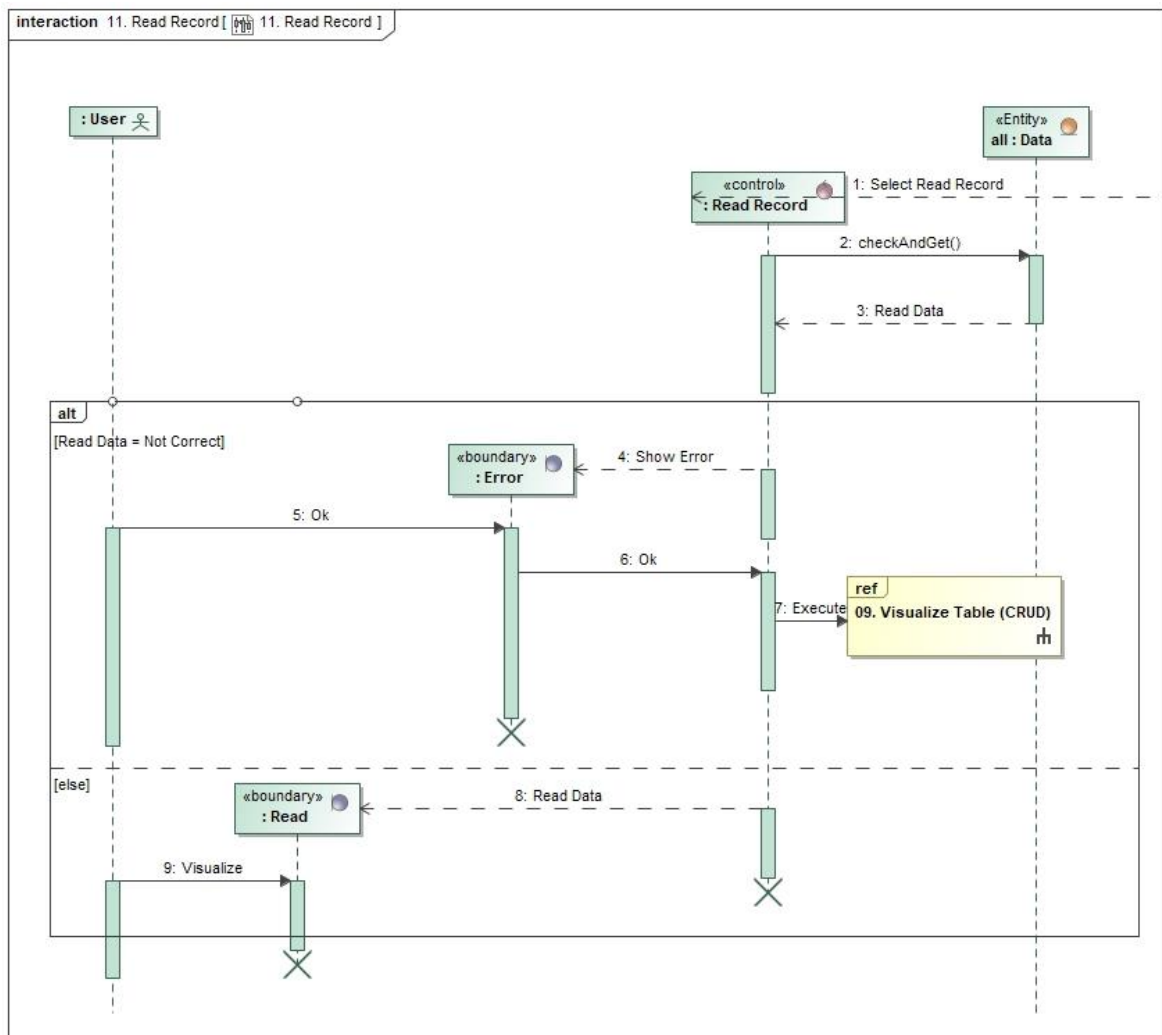 interaction 11. Read Record [ 11. Read Record ]
: User
«Entity»
all : Data
«control»
: Read Record
1: Select Read Record
2: checkAndGet()
3: Read Data
alt
[Read Data = Not Correct]
«boundary»
: Error
4: Show Error
5: Ok
6: Ok
7: Execute
ref
09. Visualize Table (CRUD)
[else]
«boundary»
: Read
8: Read Data
9: Visualize